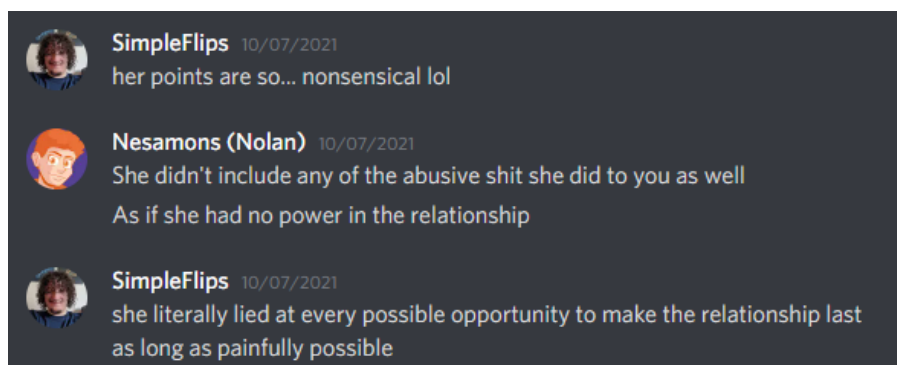 SimpleFlips 10/07/2021
her points are so... nonsensical lol
Nesamons (Nolan) 10/07/2021
She didn't include any of the abusive shit she did to you as well
As if she had no power in the relationship
SimpleFlips 10/07/2021
she literally lied at every possible opportunity to make the relationship last
as long as painfully possible